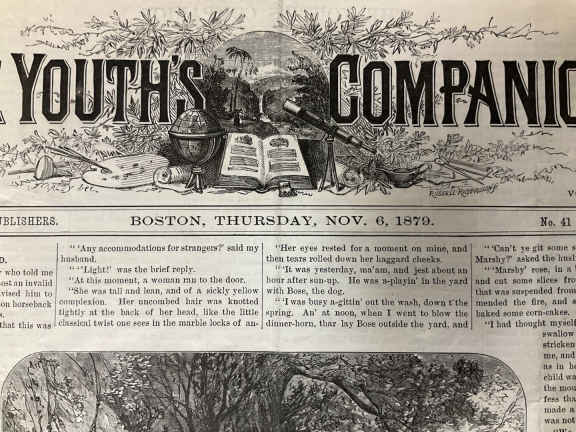 YOUTH'S COMPANIO
V
UBLISHERS.
BOSTON, THURSDAY, NOV. 6, 1879.
No. 41
D.
who told me
ost an invalid
vised him to
on horseback
that this was
"'Any accommodations for strangers?' said my
husband.
"'Light!' was the brief reply.
"At this moment, a woman ran to the door.
"She was tall and lean, and of a sickly yellow
complexion. Her uncombed hair was knotted
tightly at the back of her head, like the little
classical twist one sees in the marble locks of an-
"Her eyes rested for a moment on mine, and
then tears rolled down her haggard cheeks.
"'It was yesterday, ma'am, and jest about an
hour after sun-up. He was a-playin' in the yard
with Bose, the dog.
"'I was busy a-gittin' out the wash, down t'the
spring. An' at noon, when I went to blow the
dinner-horn, thar lay Bose outside the yard, and
"'Can't ye git some s
Marshy?' asked the husb
"'Marshy' rose, in a
and cut some slices from
that was suspended from
mended the fire, and s
baked some corn-cakes.
"I had thought myself
swallow
stricken
me, and
as in he
child wa
the mou
fess tha
made a
was not